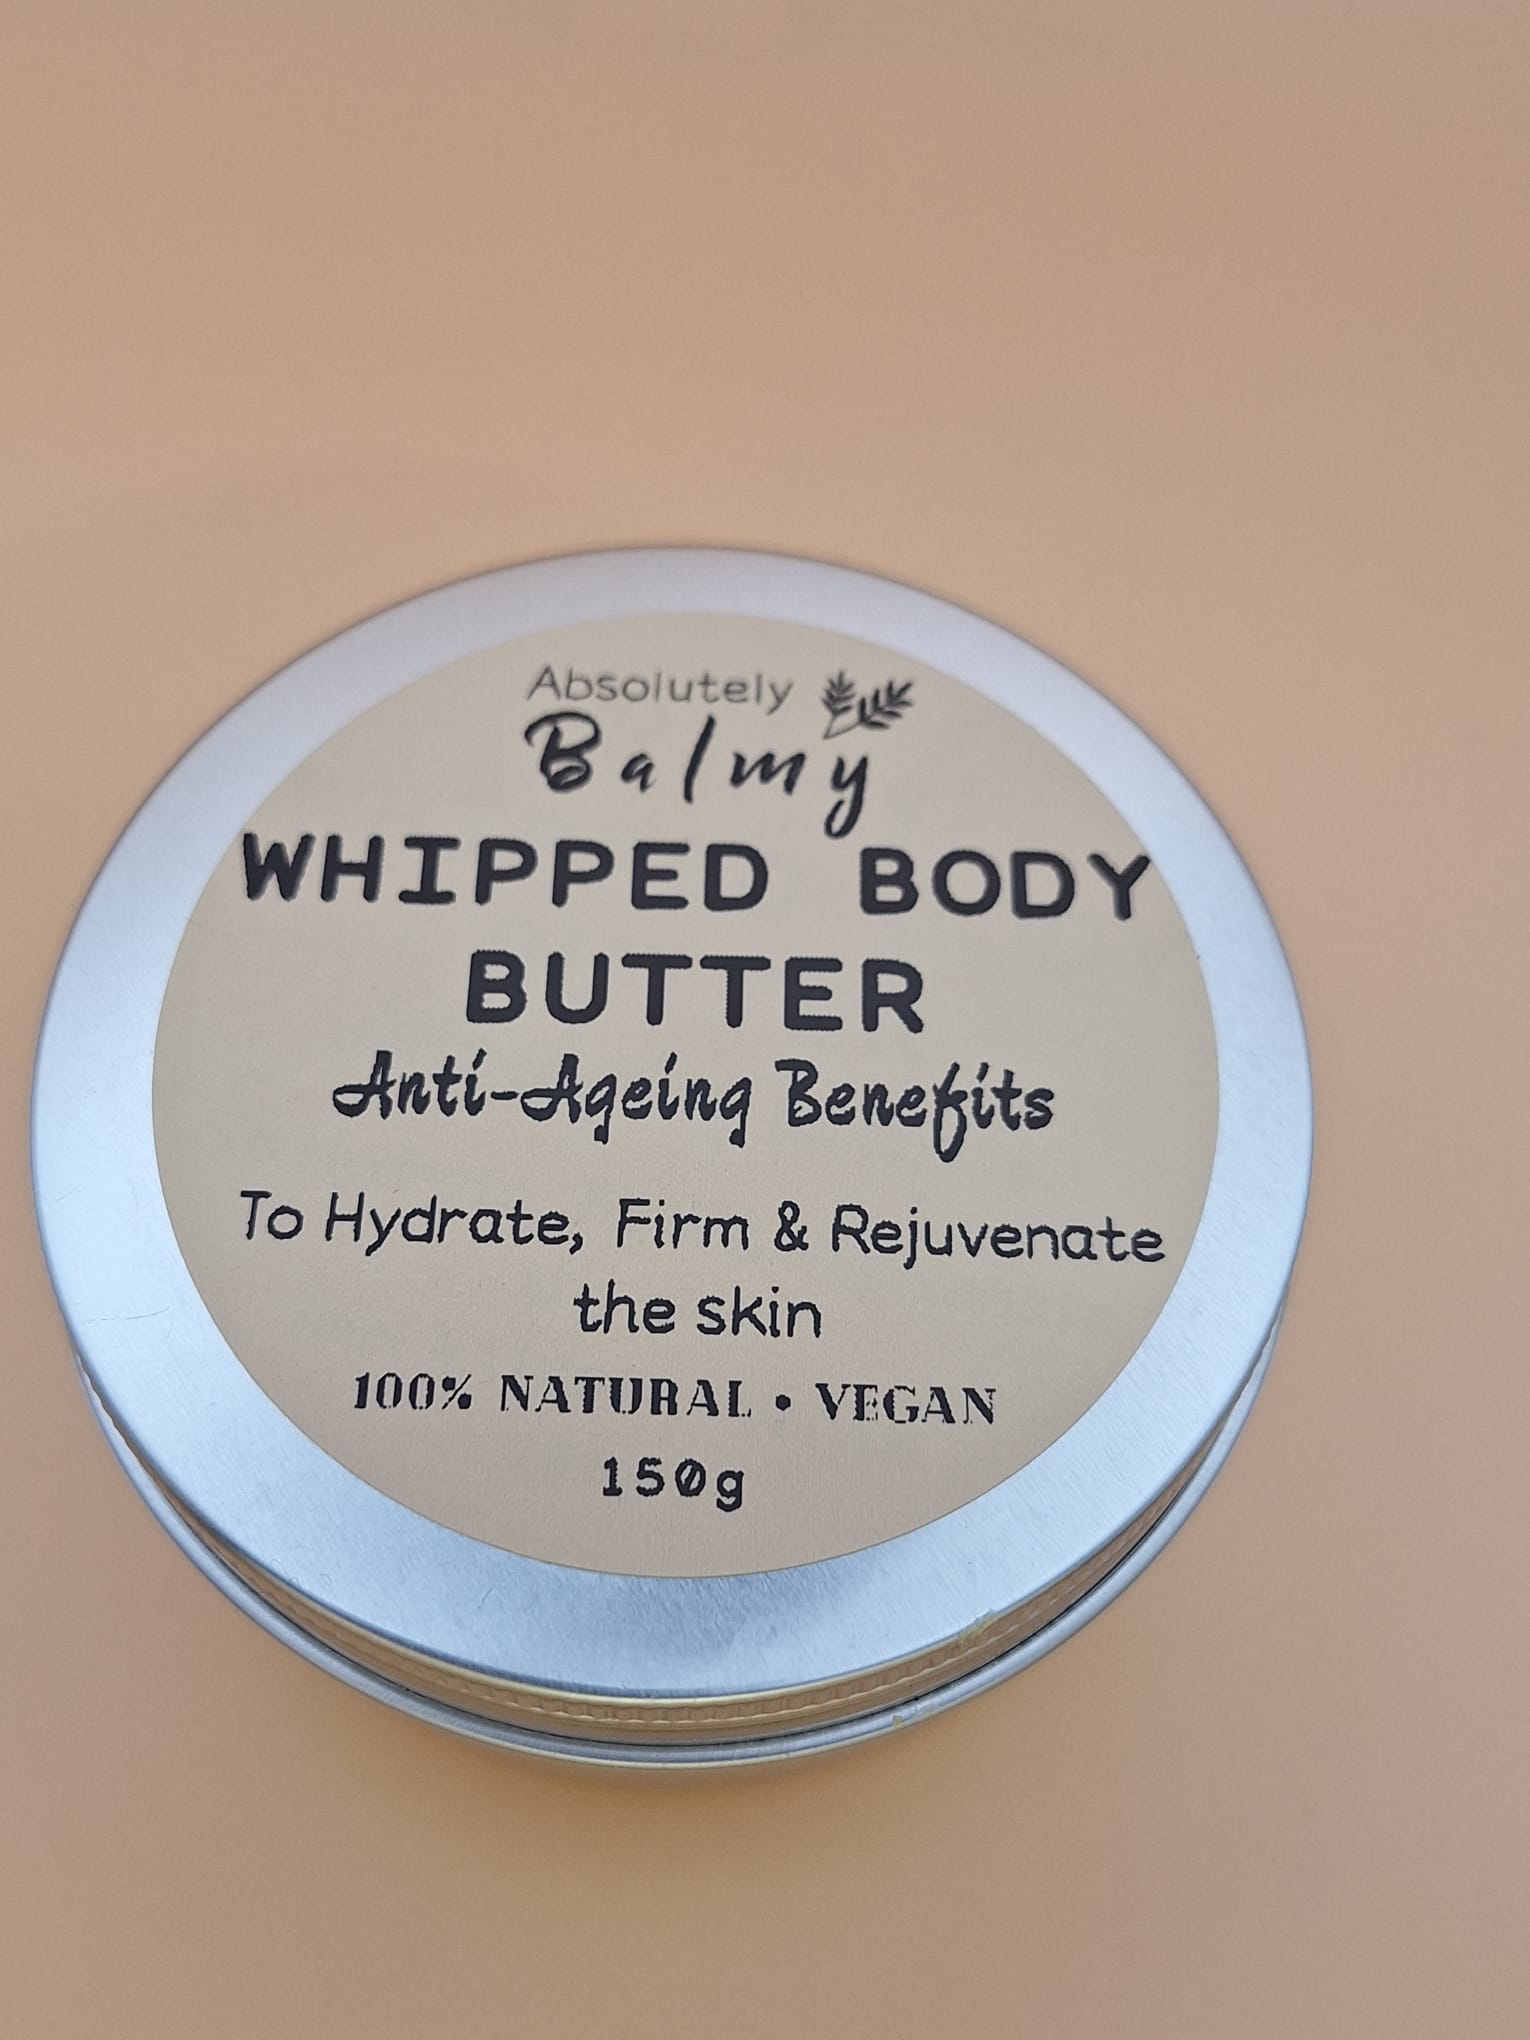 Absolutely
Balmy
WHIPPED BODY
BUTTER
Anti-Ageing Benefits
To Hydrate, Firm & Rejuvenate
the skin
100% NATURAL • VEGAN
150g